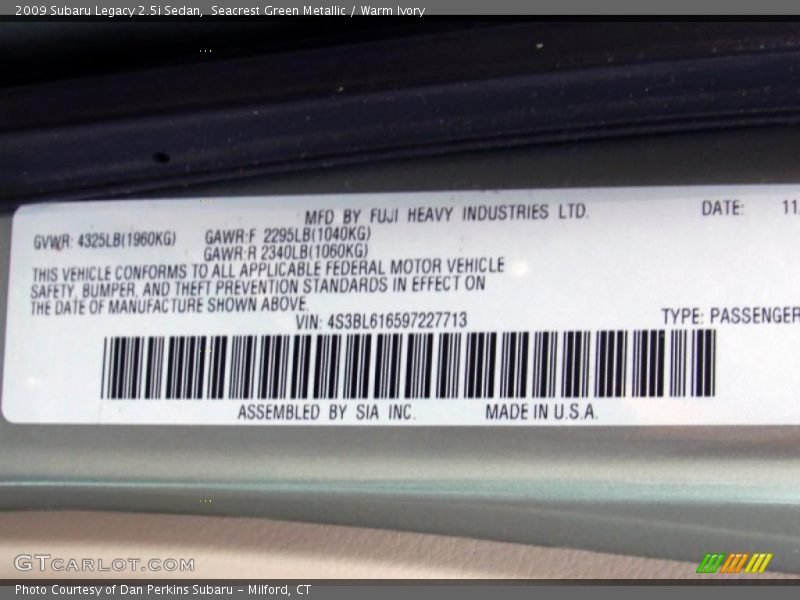 2009 Subaru Legacy 2.5i Sedan, Seacrest Green Metallic / Warm Ivory
MFD BY FUJI HEAVY INDUSTRIES LTD. DATE: 11
GVWR: 4325LB(1960KG) GAWR:F 2295LB(1040KG)
GAWR:R 2340LB(1060KG)
THIS VEHICLE CONFORMS TO ALL APPLICABLE FEDERAL MOTOR VEHICLE
SAFETY, BUMPER, AND THEFT PREVENTION STANDARDS IN EFFECT ON
THE DATE OF MANUFACTURE SHOWN ABOVE.
VIN: 4S3BL616597227713 TYPE: PASSENGER
ASSEMBLED BY SIA INC. MADE IN U.S.A.
GTCARLOT.COM
Photo Courtesy of Dan Perkins Subaru – Milford, CT